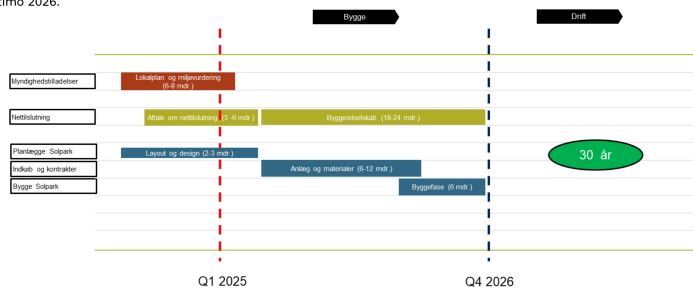 timo 2026.
Bygge
Drift
Myndighedstilladelser
Lokalplan og miljøvurdering
(6-8 mdr.)
Nettilslutning
Aftale om nettilslutning (3 -6 mdr.)
Bygge/elselskab (18-24 mdr.)
Planlægge Solpark
Layout og design (2-3 mdr.)
30 år
Indkøb og kontrakter
Anlæg og materialer (6-12 mdr.)
Bygge Solpark
Byggefase (6 mdr.)
Q1 2025
Q4 2026